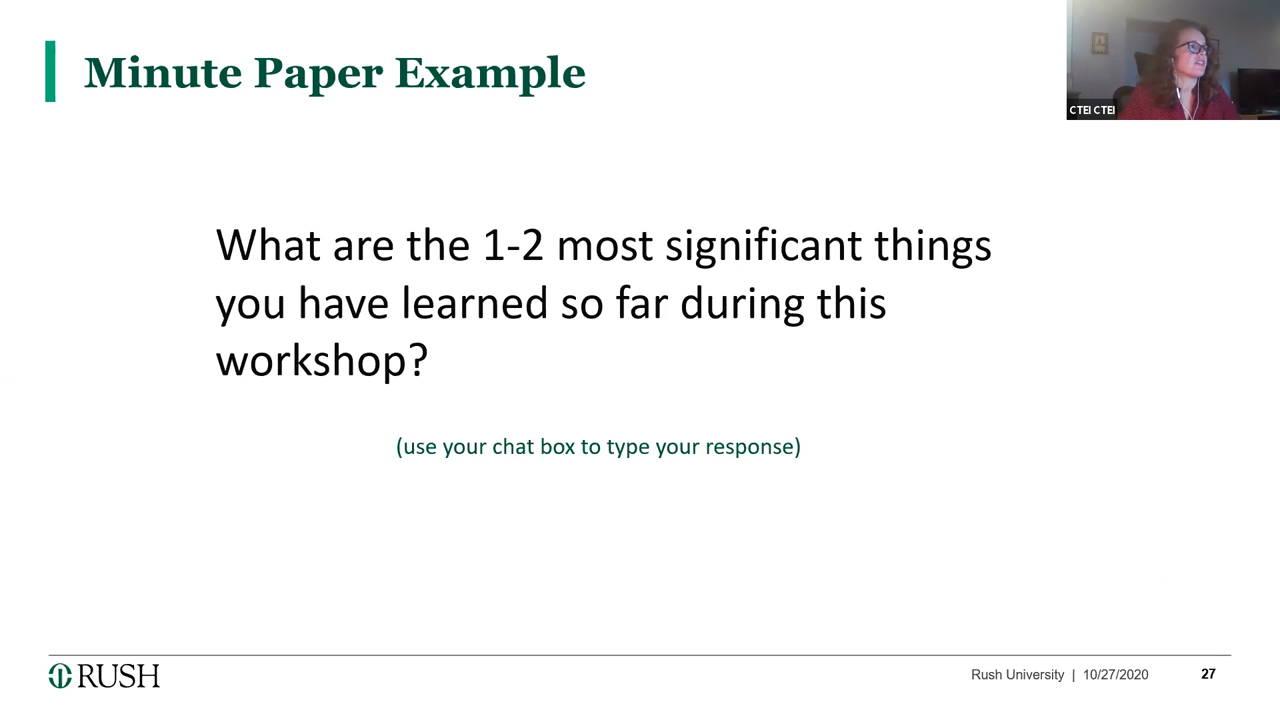 Minute Paper Example
CTEI CTEI
What are the 1-2 most significant things
you have learned so far during this
workshop?
(use your chat box to type your response)
RUSH
Rush University | 10/27/2020 27